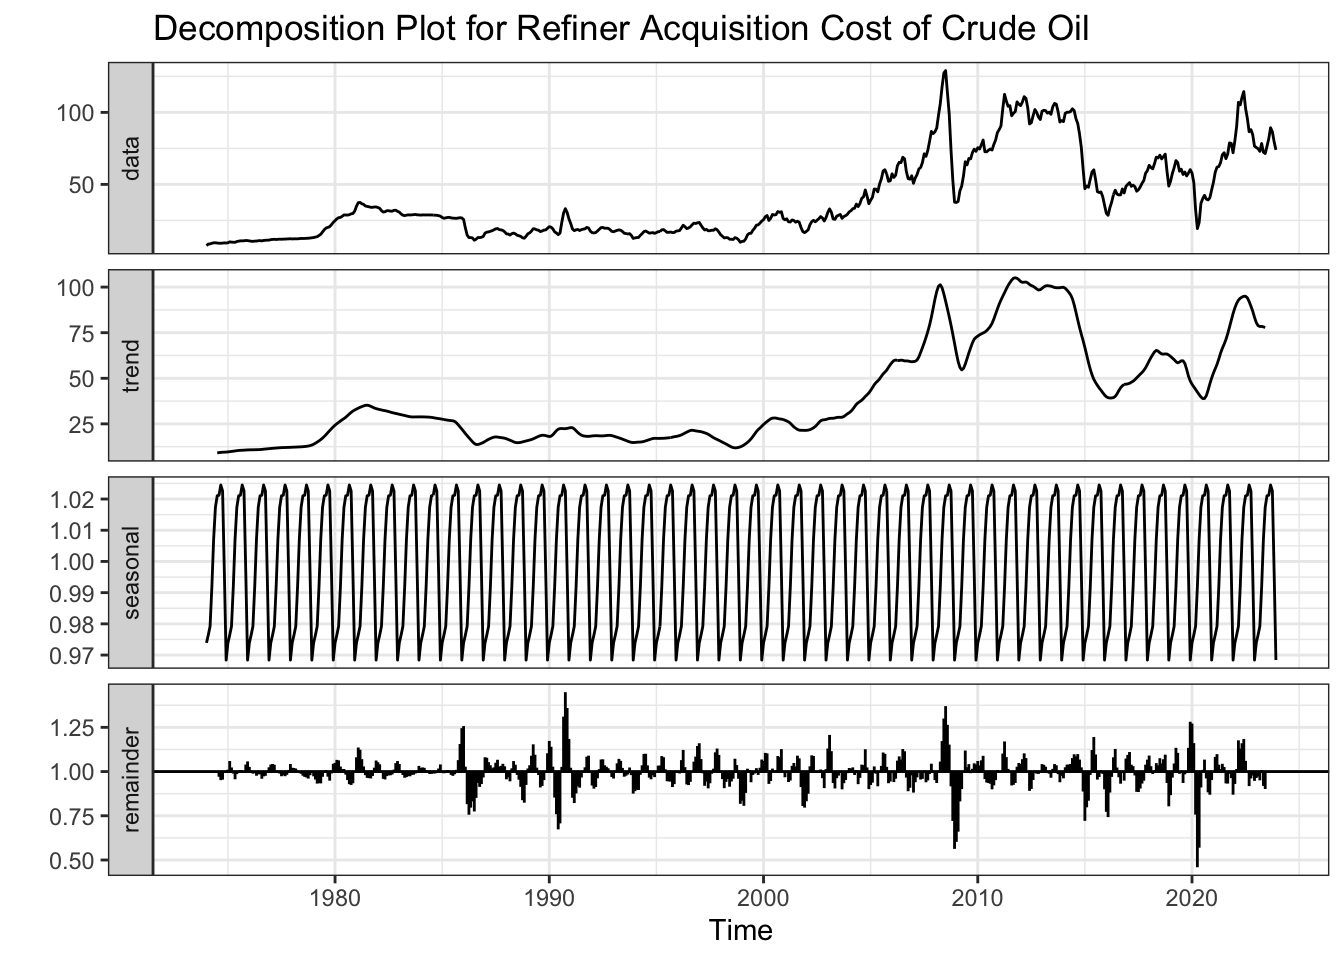 Decomposition Plot for Refiner Acquisition Cost of Crude Oil
100
50
data
100
75
50
25
trend
1.02
1.01
1.00
0.99
0.98
0.97
seasonal
1.25
1.00
0.75
0.50
remainder
1980 1990 2000 2010 2020
Time